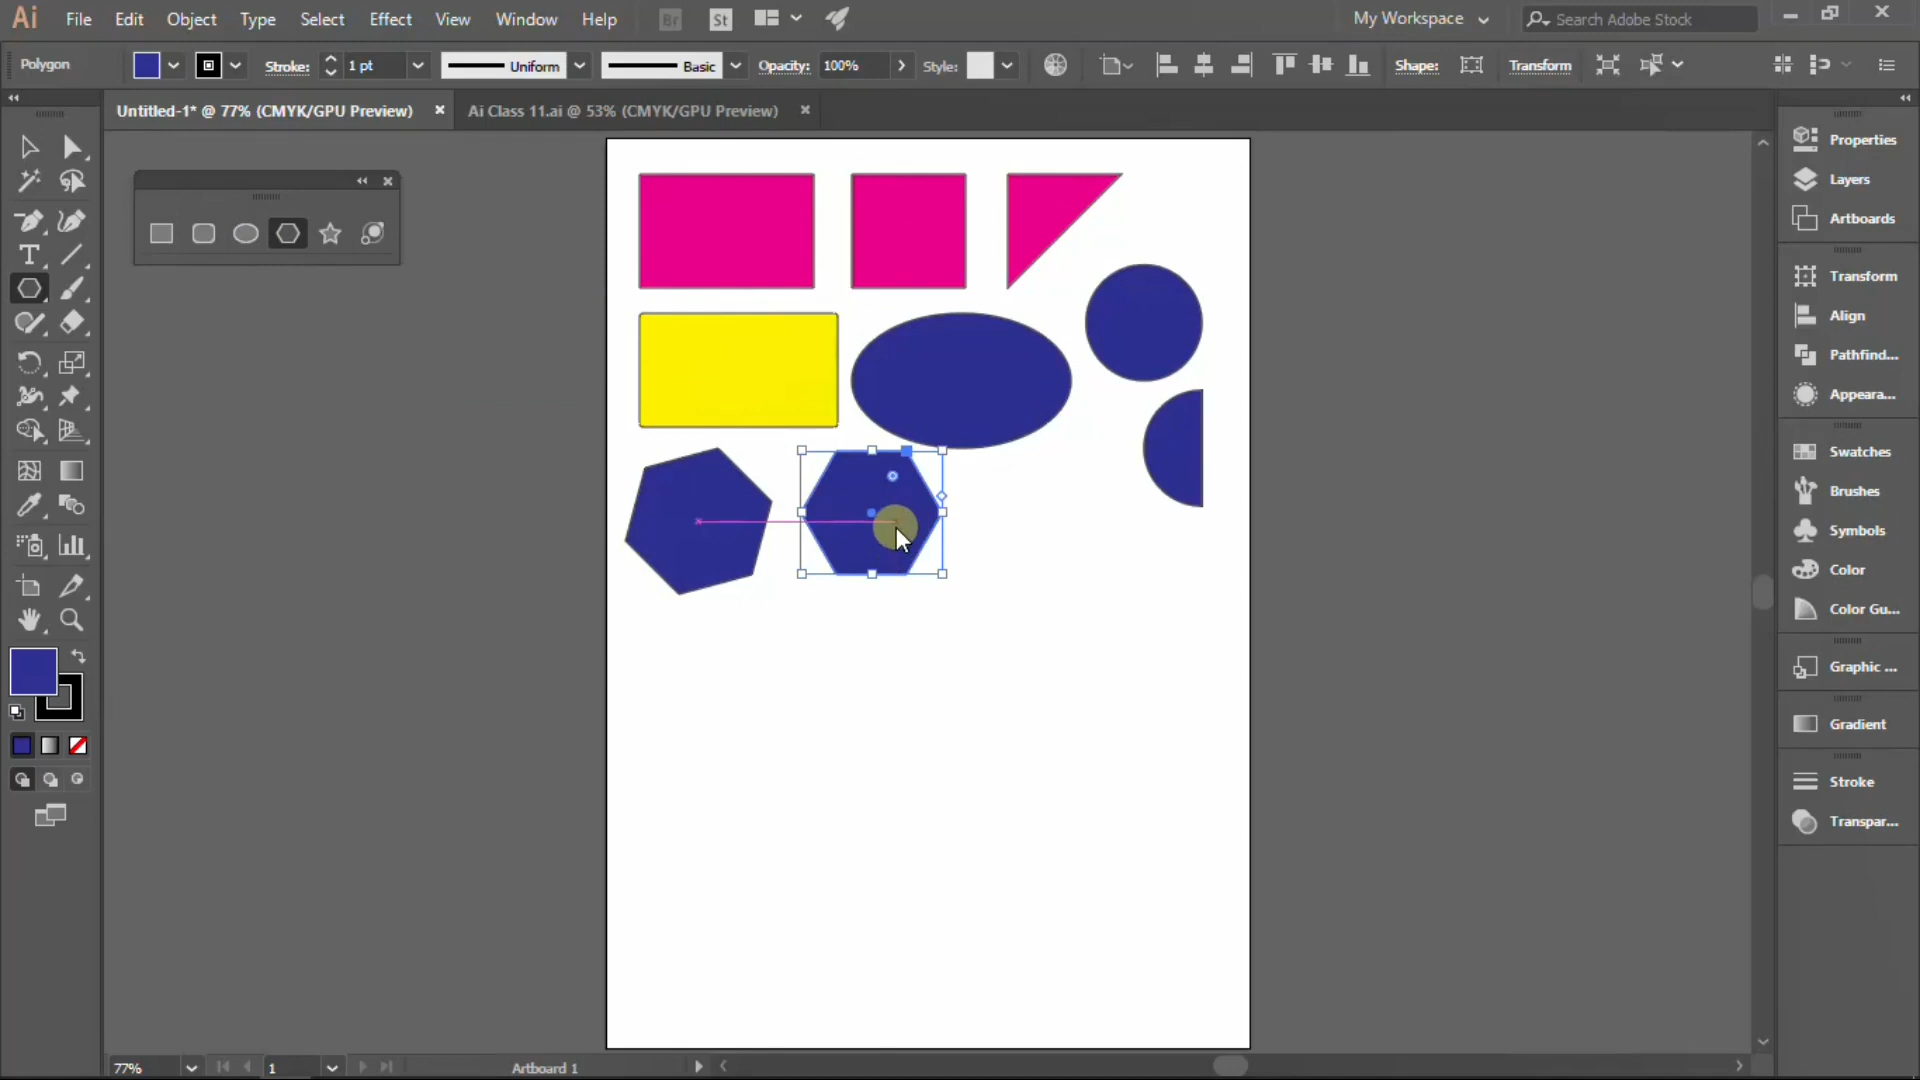 Ai File Edit Object Type Select Effect View Window Help Br St My Workspace Search Adobe Stock
Polygon Stroke: 1 pt Uniform Basic Opacity: 100% Style: Shape: Transform
Untitled-1* @ 77% (CMYK/GPU Preview) Ai Class 11.ai @ 53% (CMYK/GPU Preview)
Properties
Layers
Artboards
Transform
Align
Pathfind...
Appeara...
Swatches
Brushes
Symbols
Color
Color Gu...
Graphic ...
Gradient
Stroke
Transpar...
77% 1 Artboard 1